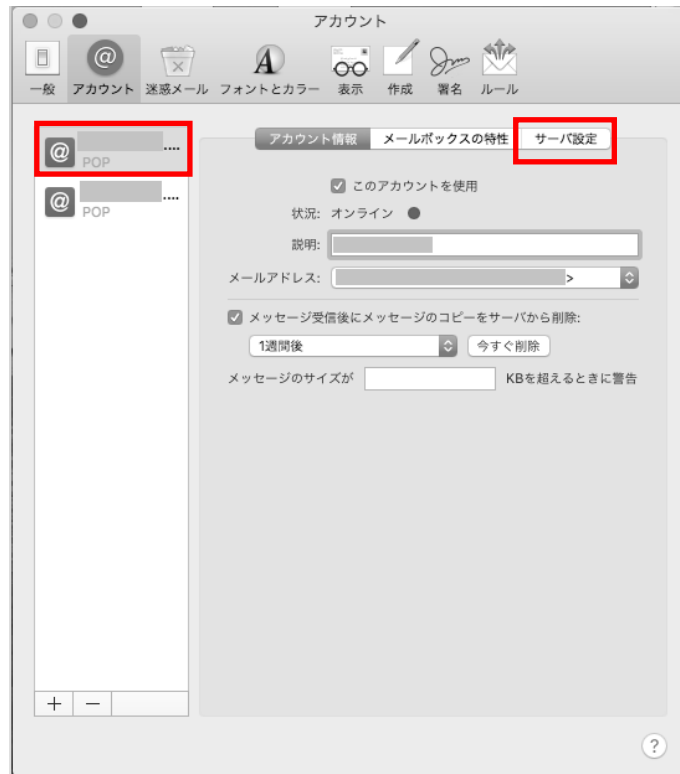 アカウント
一般 アカウント 迷惑メール フォントとカラー 表示 作成 署名 ルール
@ ....
POP
@ ....
POP
アカウント情報 メールボックスの特性 サーバ設定
このアカウントを使用
状況: オンライン
説明:
メールアドレス: >
メッセージ受信後にメッセージのコピーをサーバから削除:
1週間後 今すぐ削除
メッセージのサイズが KBを超えるときに警告
+ −
?